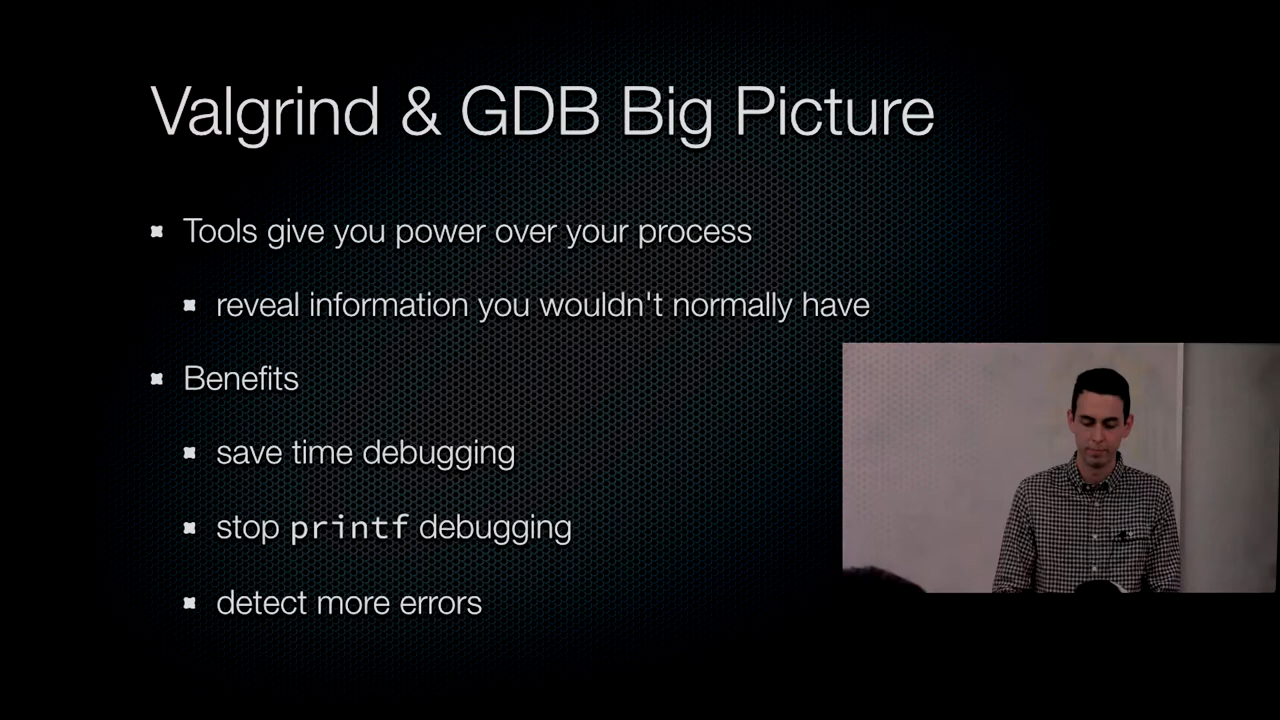 Valgrind & GDB Big Picture
Tools give you power over your process
reveal information you wouldn't normally have
Benefits
save time debugging
stop printf debugging
detect more errors